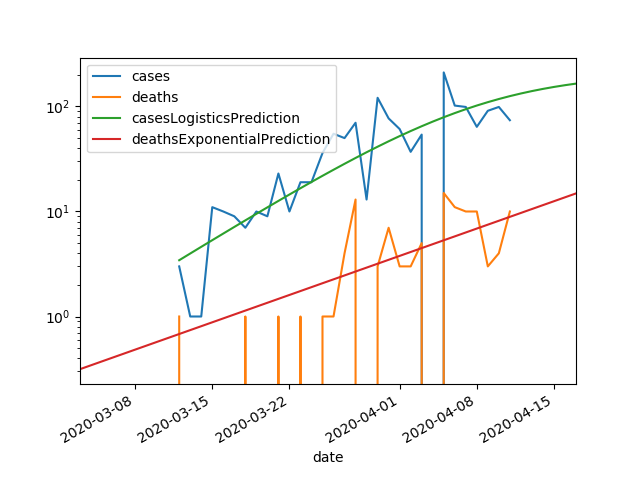 cases
deaths
casesLogisticsPrediction
deathsExponentialPrediction
10²
10¹
10⁰
2020-03-08
2020-03-15
2020-03-22
2020-04-01
2020-04-08
2020-04-15
date